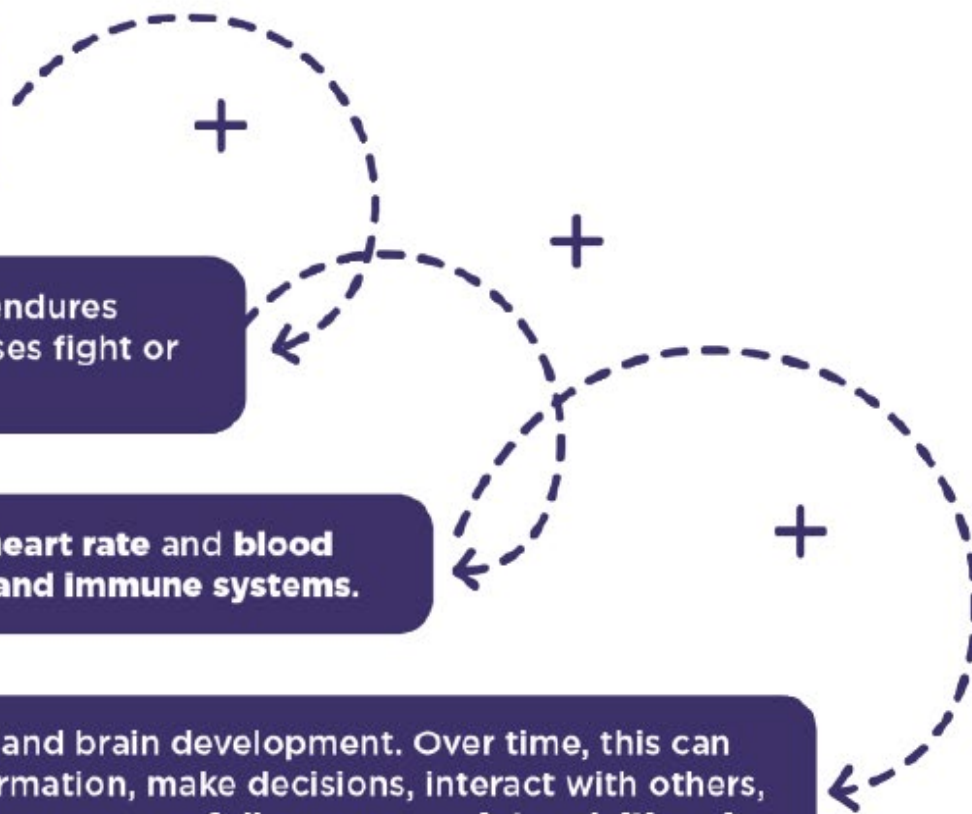 endures
ses fight or
heart rate and blood
and immune systems.
and brain development. Over time, this can
rmation, make decisions, interact with others,